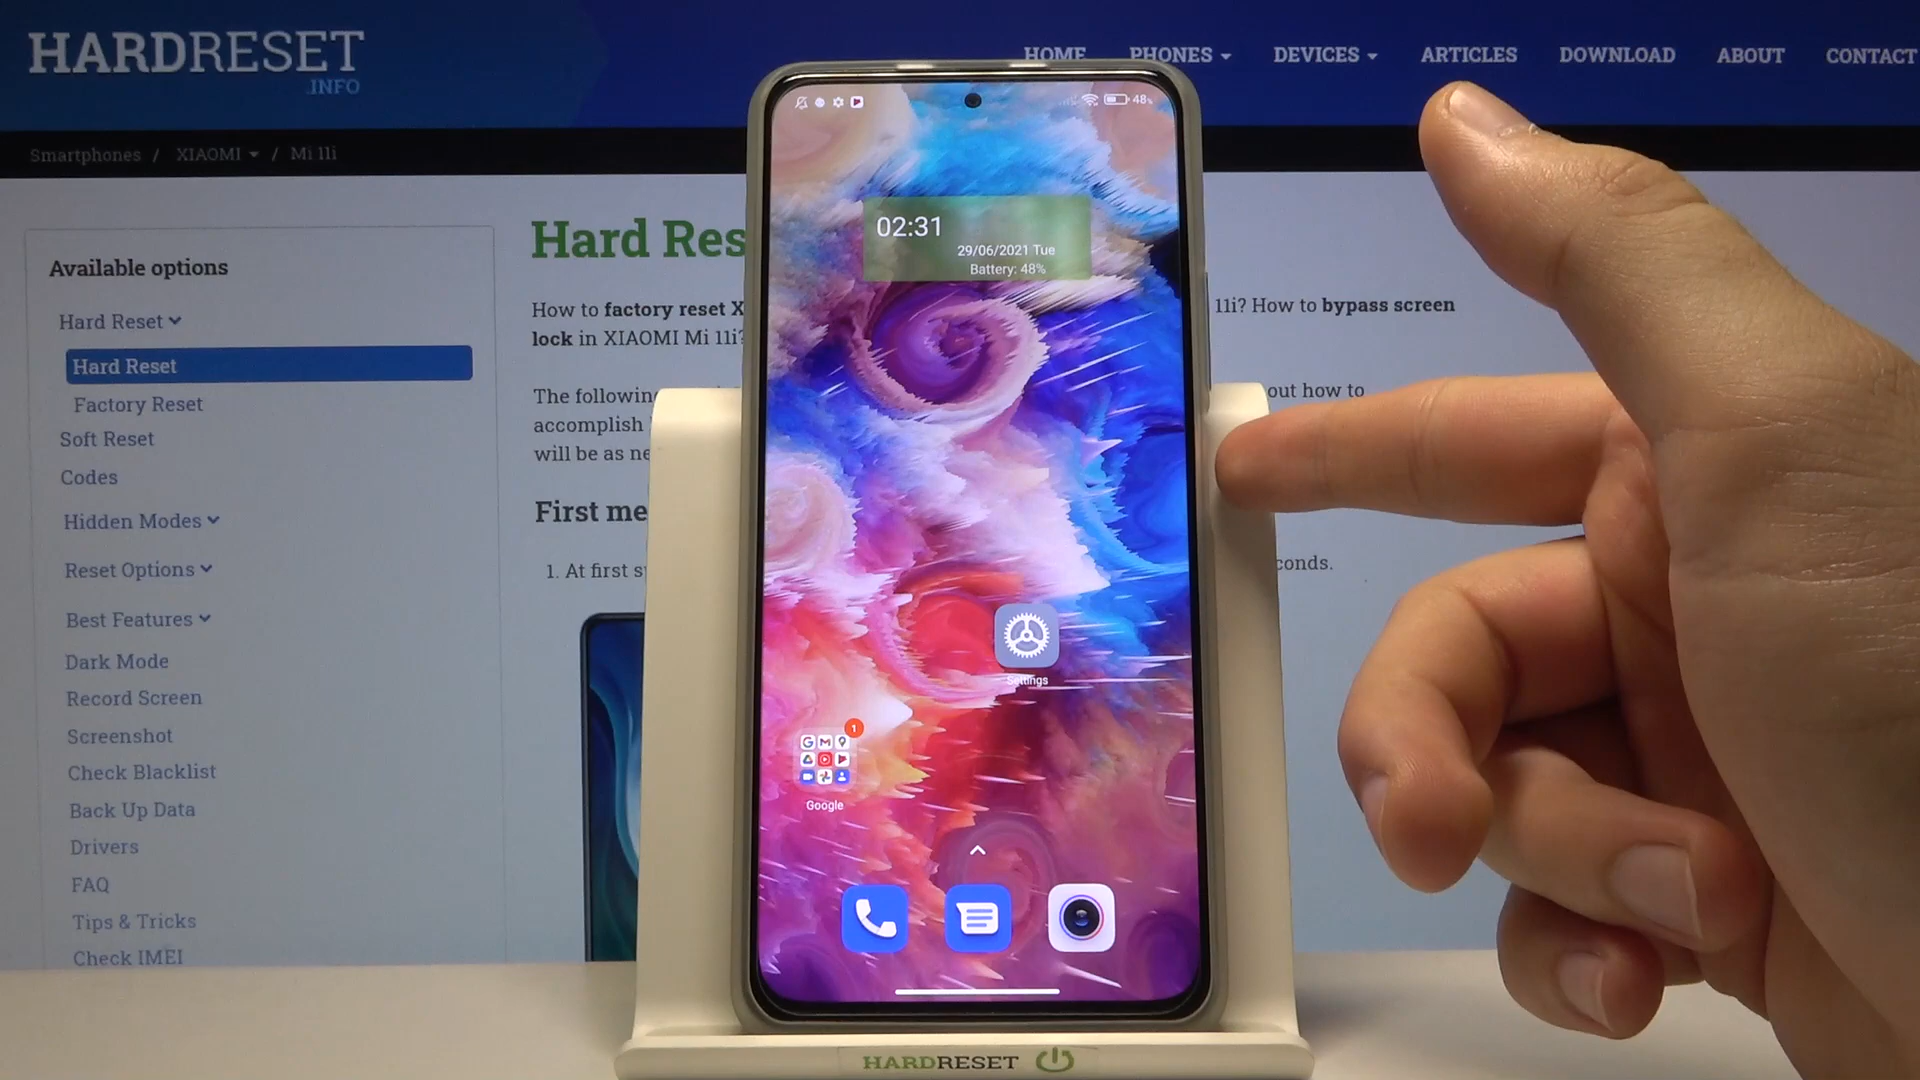 HARDRESET
.INFO
HOME PHONES DEVICES ARTICLES DOWNLOAD ABOUT CONTACT
Smartphones / XIAOMI / Mi 11i
Available options
Hard Reset
Hard Reset
Factory Reset
Soft Reset
Codes
Hidden Modes
Reset Options
Best Features
Dark Mode
Record Screen
Screenshot
Check Blacklist
Back Up Data
Drivers
FAQ
Tips & Tricks
Check IMEI
Hard Res
How to factory reset X 11i? How to bypass screen
lock in XIAOMI Mi 11i?
The following out how to
accomplish
will be as ne
First me
1. At first s conds.
48%
02:31
29/06/2021 Tue
Battery: 48%
Settings
1
Google
HARDRESET